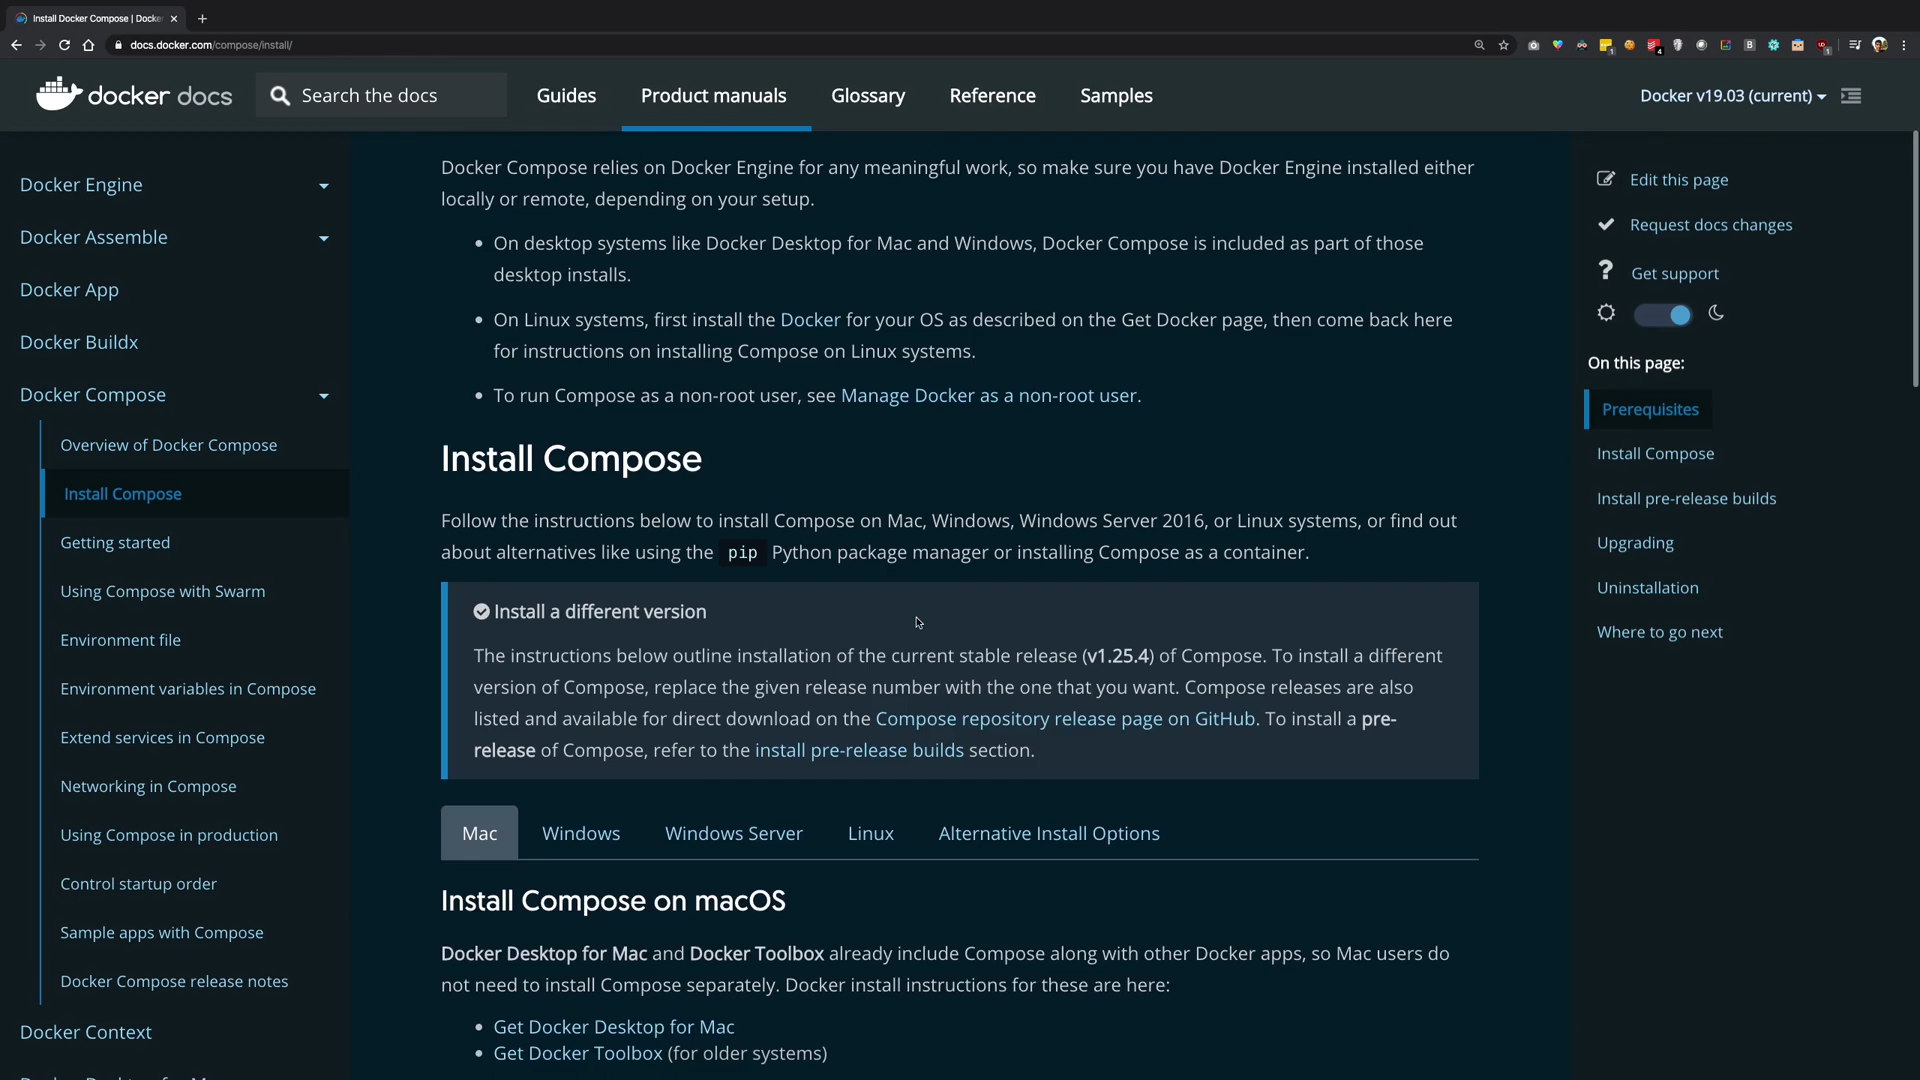 Install Docker Compose | Docke
docs.docker.com/compose/install/
docker docs
Search the docs
Guides
Product manuals
Glossary
Reference
Samples
Docker v19.03 (current)
Docker Engine
Docker Assemble
Docker App
Docker Buildx
Docker Compose
Overview of Docker Compose
Install Compose
Getting started
Using Compose with Swarm
Environment file
Environment variables in Compose
Extend services in Compose
Networking in Compose
Using Compose in production
Control startup order
Sample apps with Compose
Docker Compose release notes
Docker Context
Docker Compose relies on Docker Engine for any meaningful work, so make sure you have Docker Engine installed either
locally or remote, depending on your setup.
• On desktop systems like Docker Desktop for Mac and Windows, Docker Compose is included as part of those
desktop installs.
• On Linux systems, first install the Docker for your OS as described on the Get Docker page, then come back here
for instructions on installing Compose on Linux systems.
• To run Compose as a non-root user, see Manage Docker as a non-root user.
Install Compose
Follow the instructions below to install Compose on Mac, Windows, Windows Server 2016, or Linux systems, or find out
about alternatives like using the pip Python package manager or installing Compose as a container.
Install a different version
The instructions below outline installation of the current stable release (v1.25.4) of Compose. To install a different
version of Compose, replace the given release number with the one that you want. Compose releases are also
listed and available for direct download on the Compose repository release page on GitHub. To install a pre-
release of Compose, refer to the install pre-release builds section.
Mac
Windows
Windows Server
Linux
Alternative Install Options
Install Compose on macOS
Docker Desktop for Mac and Docker Toolbox already include Compose along with other Docker apps, so Mac users do
not need to install Compose separately. Docker install instructions for these are here:
• Get Docker Desktop for Mac
• Get Docker Toolbox (for older systems)
Edit this page
Request docs changes
Get support
On this page:
Prerequisites
Install Compose
Install pre-release builds
Upgrading
Uninstallation
Where to go next